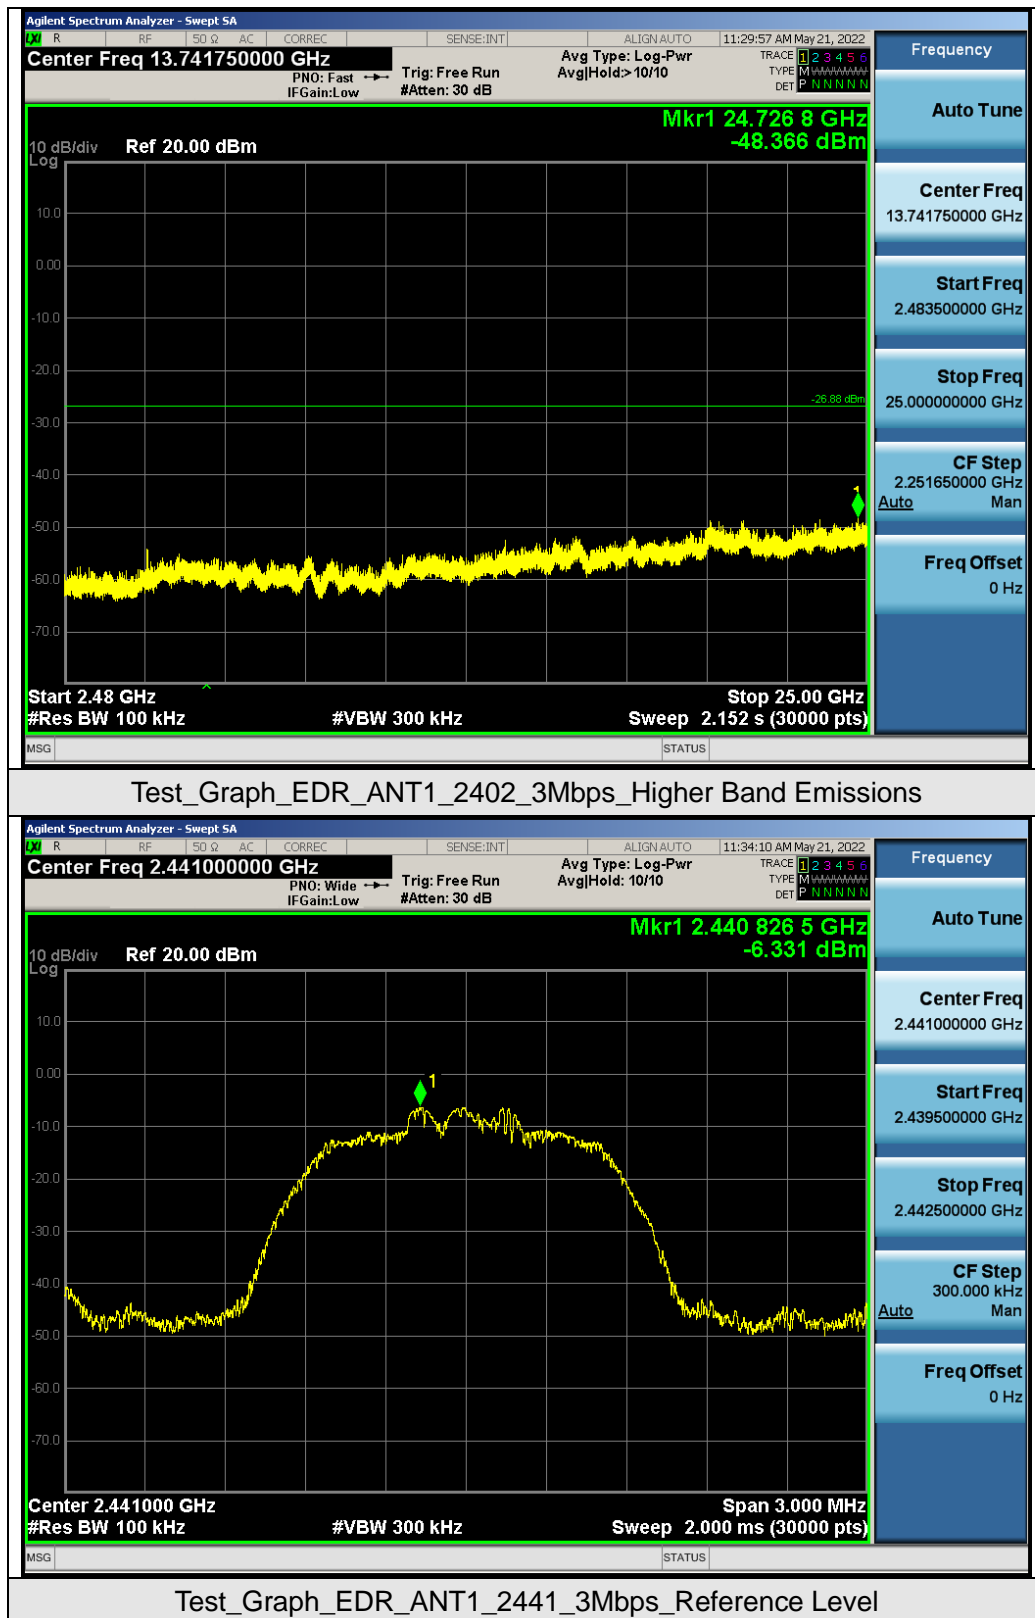 Agilent Spectrum Analyzer - Swept SA
LXI R RF 50 Ω AC CORREC SENSE:INT ALIGN AUTO 11:29:57 AM May 21, 2022
Center Freq 13.741750000 GHz
PNO: Fast
IFGain:Low
Trig: Free Run
#Atten: 30 dB
Avg Type: Log-Pwr
Avg|Hold:>10/10
TRACE 1 2 3 4 5 6
TYPE M WWWWW
DET P N N N N N
Frequency
Mkr1 24.726 8 GHz
-48.366 dBm
10 dB/div Ref 20.00 dBm
Log
10.0
0.00
-10.0
-20.0
-26.88 dBm
-30.0
-40.0
1
-50.0
-60.0
-70.0
Start 2.48 GHz Stop 25.00 GHz
#Res BW 100 kHz #VBW 300 kHz Sweep 2.152 s (30000 pts)
MSG STATUS
Auto Tune
Center Freq
13.741750000 GHz
Start Freq
2.483500000 GHz
Stop Freq
25.000000000 GHz
CF Step
2.251650000 GHz
Auto Man
Freq Offset
0 Hz
Test_Graph_EDR_ANT1_2402_3Mbps_Higher Band Emissions
Agilent Spectrum Analyzer - Swept SA
LXI R RF 50 Ω AC CORREC SENSE:INT ALIGN AUTO 11:34:10 AM May 21, 2022
Center Freq 2.441000000 GHz
PNO: Wide
IFGain:Low
Trig: Free Run
#Atten: 30 dB
Avg Type: Log-Pwr
Avg|Hold: 10/10
TRACE 1 2 3 4 5 6
TYPE M WWWWW
DET P N N N N N
Frequency
Mkr1 2.440 826 5 GHz
-6.331 dBm
10 dB/div Ref 20.00 dBm
Log
10.0
0.00
1
-10.0
-20.0
-30.0
-40.0
-50.0
-60.0
-70.0
Center 2.441000 GHz Span 3.000 MHz
#Res BW 100 kHz #VBW 300 kHz Sweep 2.000 ms (30000 pts)
MSG STATUS
Auto Tune
Center Freq
2.441000000 GHz
Start Freq
2.439500000 GHz
Stop Freq
2.442500000 GHz
CF Step
300.000 kHz
Auto Man
Freq Offset
0 Hz
Test_Graph_EDR_ANT1_2441_3Mbps_Reference Level